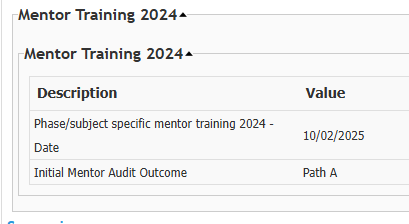 Mentor Training 2024
Mentor Training 2024
Description Value
Phase/subject specific mentor training 2024 -
Date 10/02/2025
Initial Mentor Audit Outcome Path A